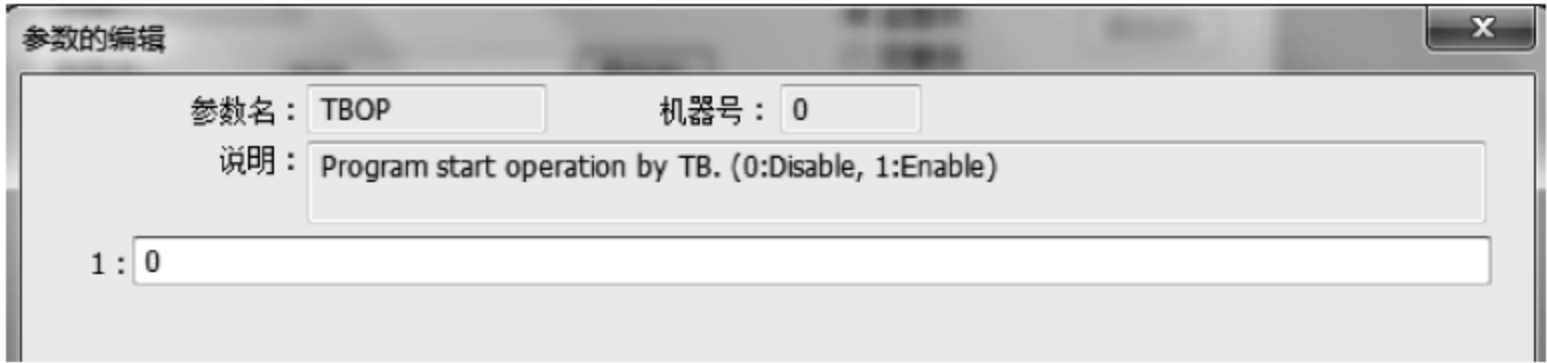 参数的编辑
参数名： TBOP 机器号： 0
说明： Program start operation by TB. (0:Disable, 1:Enable)
1： 0